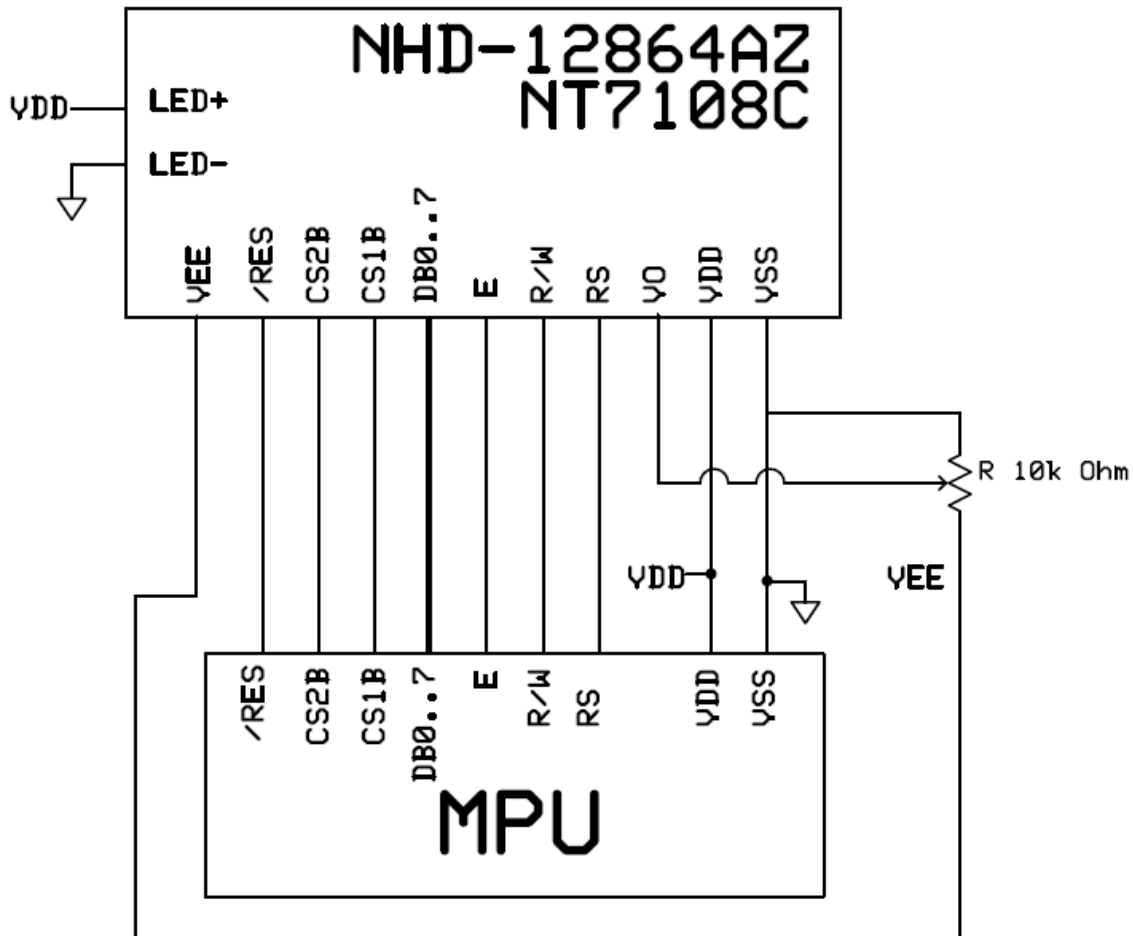 NHD-12864AZ
NT7108C
VDD
LED+
LED-
VEE
/RES
CS2B
CS1B
DB0..7
E
R/W
RS
VO
VDD
VSS
R 10k Ohm
VDD
VEE
/RES
CS2B
CS1B
DB0..7
E
R/W
RS
VDD
VSS
MPU